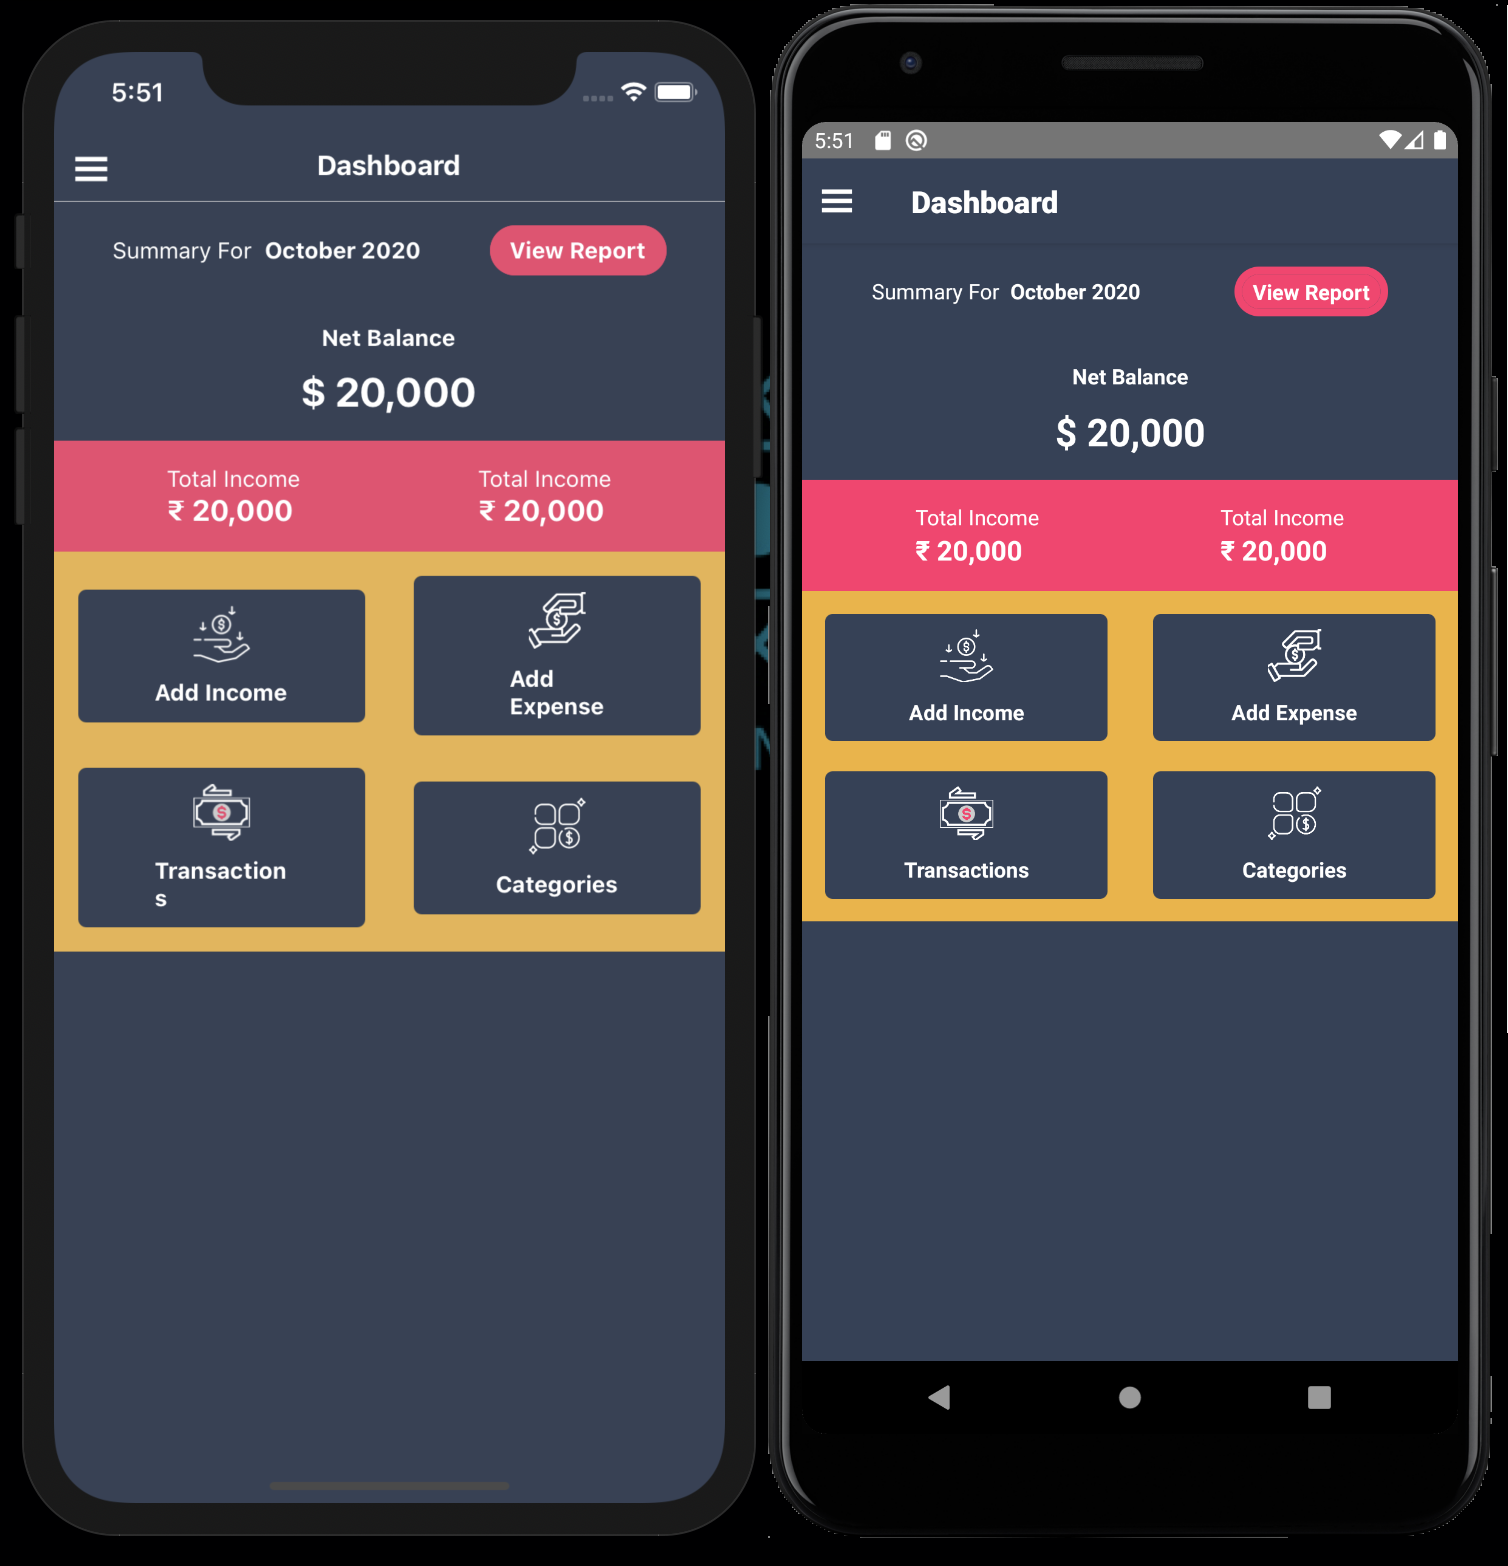 5:51
Dashboard
Summary For October 2020 View Report
Net Balance
$ 20,000
Total Income Total Income
₹ 20,000 ₹ 20,000
Add Income
Add
Expense
Transaction
s
Categories
5:51
Dashboard
Summary For October 2020 View Report
Net Balance
$ 20,000
Total Income Total Income
₹ 20,000 ₹ 20,000
Add Income Add Expense
Transactions Categories